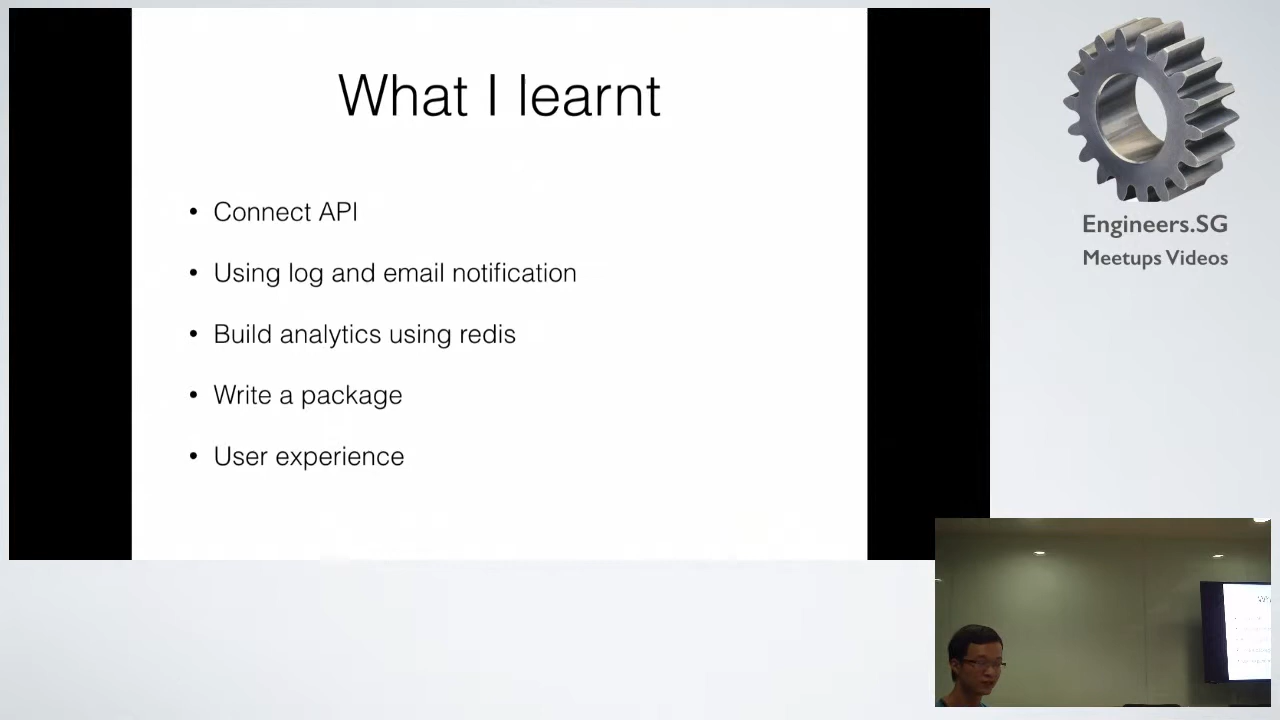 What I learnt
• Connect API
• Using log and email notification
• Build analytics using redis
• Write a package
• User experience
Engineers.SG
Meetups Videos